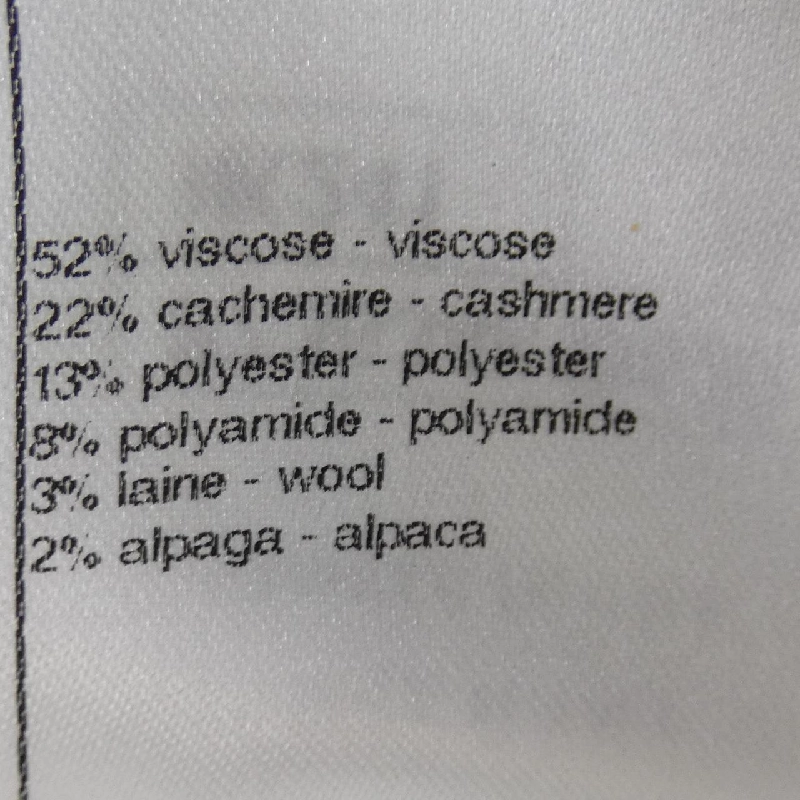 52% viscose - viscose
22% cachemire - cashmere
13% polyester - polyester
8% polyamide - polyamide
3% laine - wool
2% alpaga - alpaca